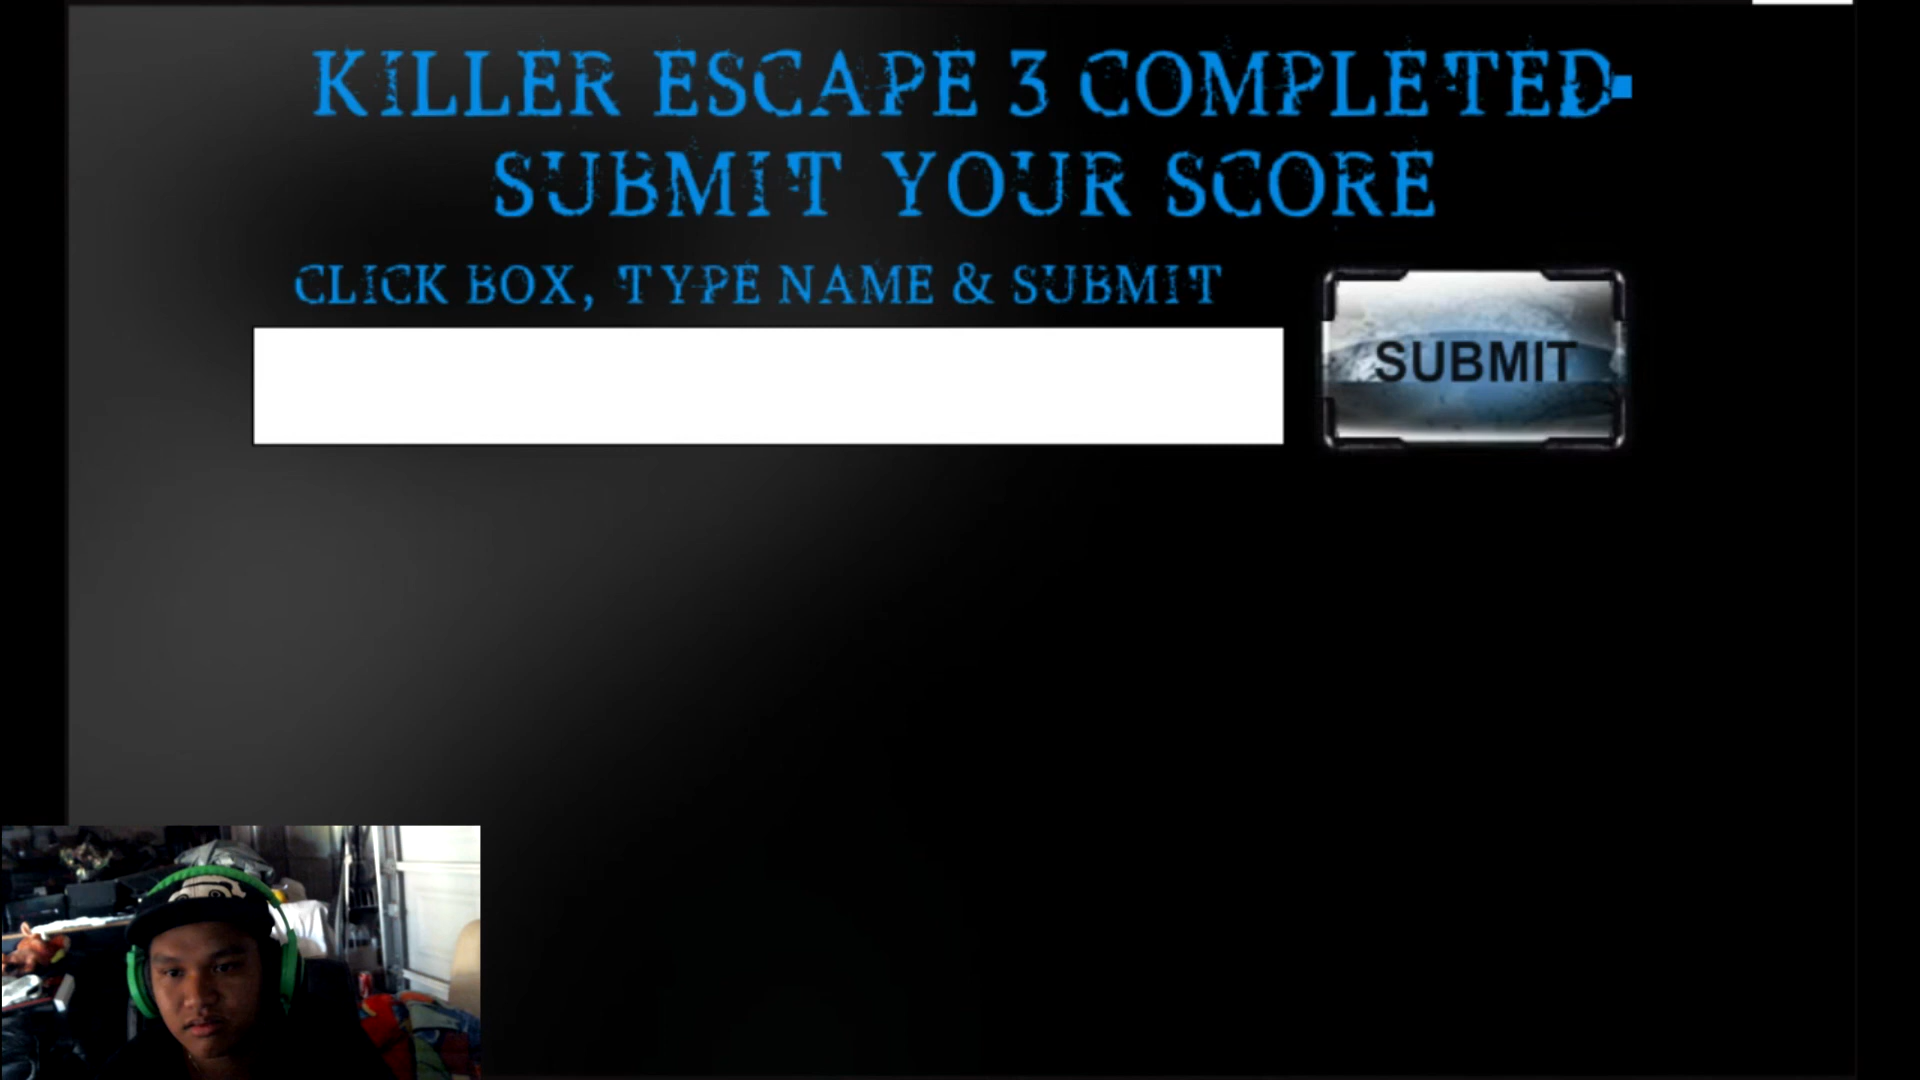 KILLER ESCAPE 3 COMPLETED
SUBMIT YOUR SCORE
CLICK BOX, TYPE NAME & SUBMIT
SUBMIT